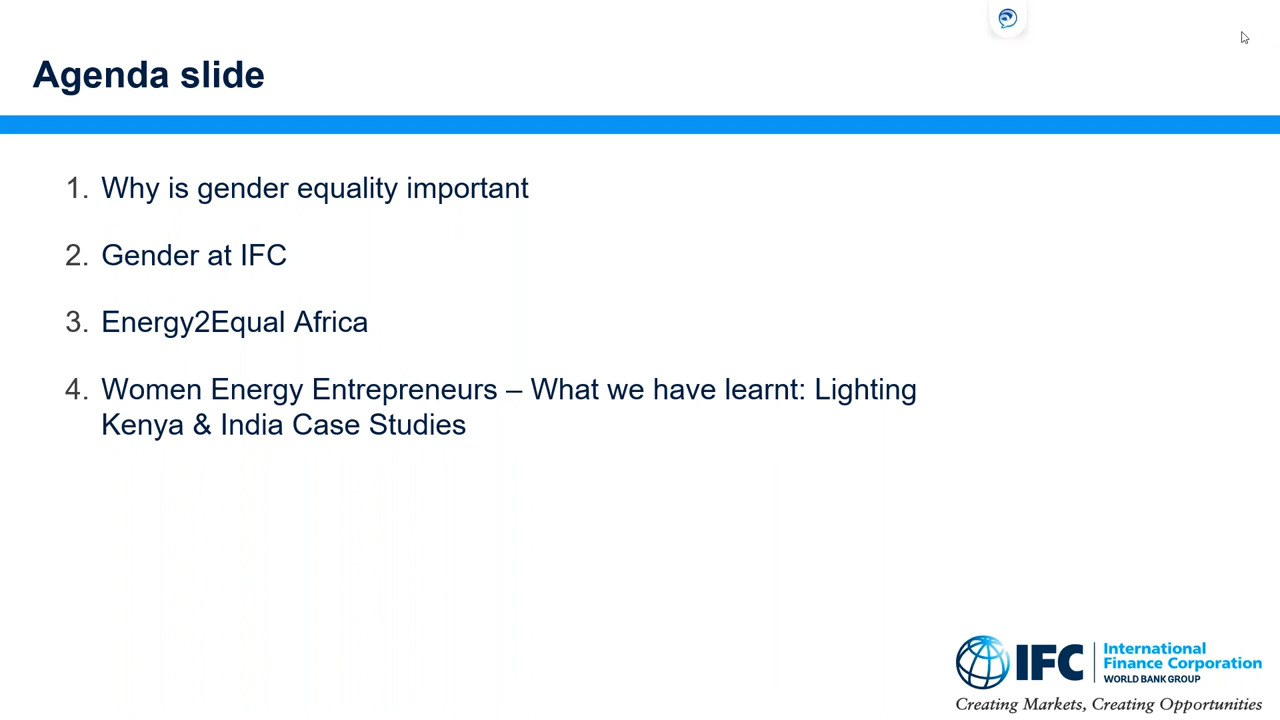 Agenda slide
1. Why is gender equality important
2. Gender at IFC
3. Energy2Equal Africa
4. Women Energy Entrepreneurs – What we have learnt: Lighting
Kenya & India Case Studies
IFC
International
Finance Corporation
WORLD BANK GROUP
Creating Markets, Creating Opportunities